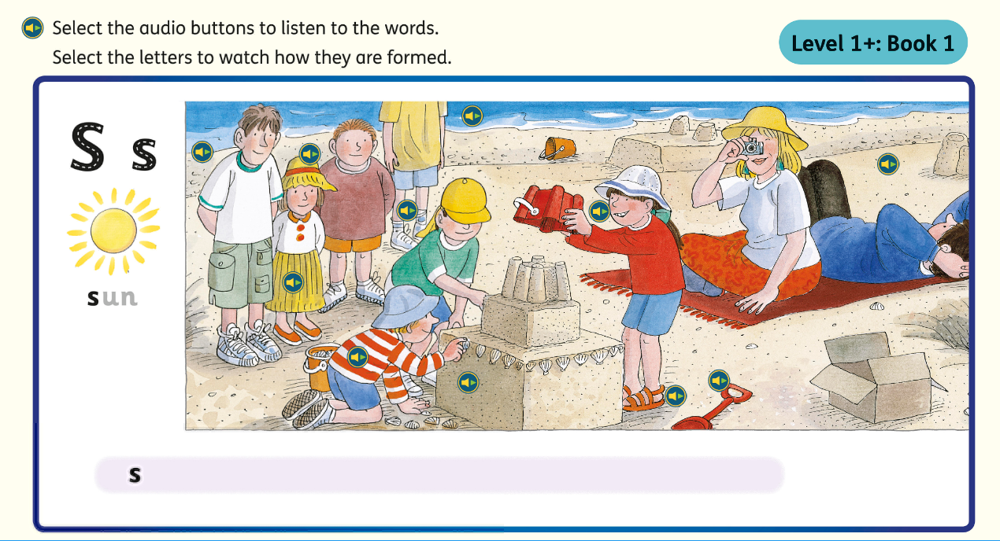 Select the audio buttons to listen to the words.
Select the letters to watch how they are formed.
Level 1+: Book 1
S s
sun
s